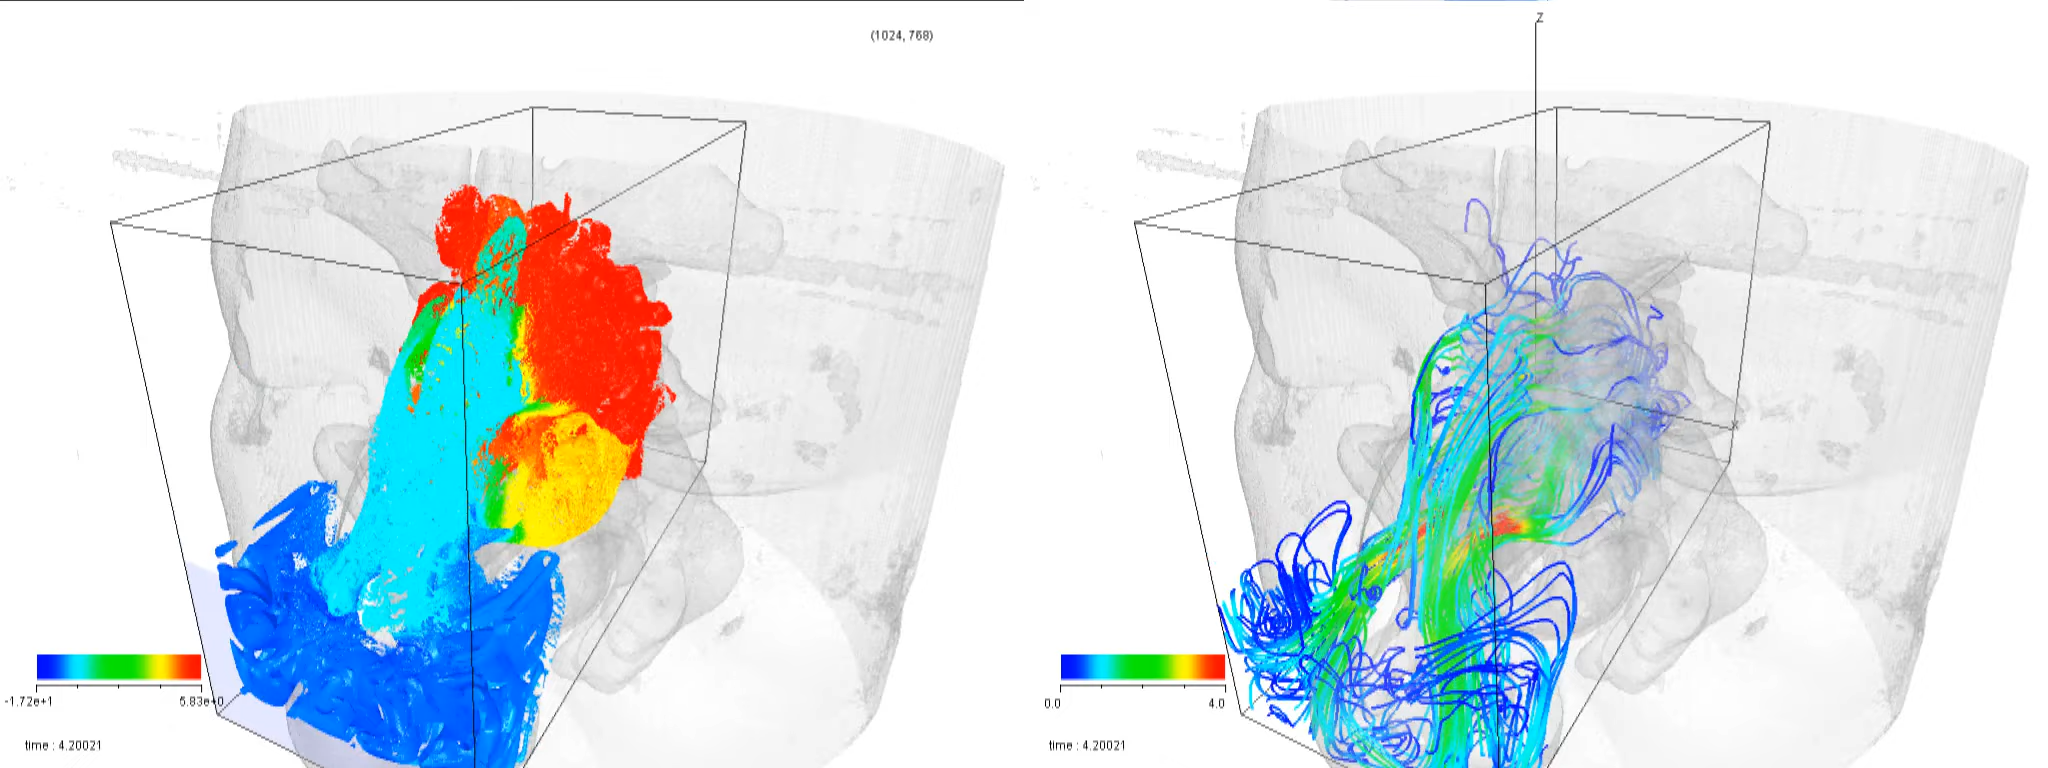 (1024, 768)
-1.72e+1
5.83e+0
time : 4.20021
Z
X
0.0
4.0
time : 4.20021